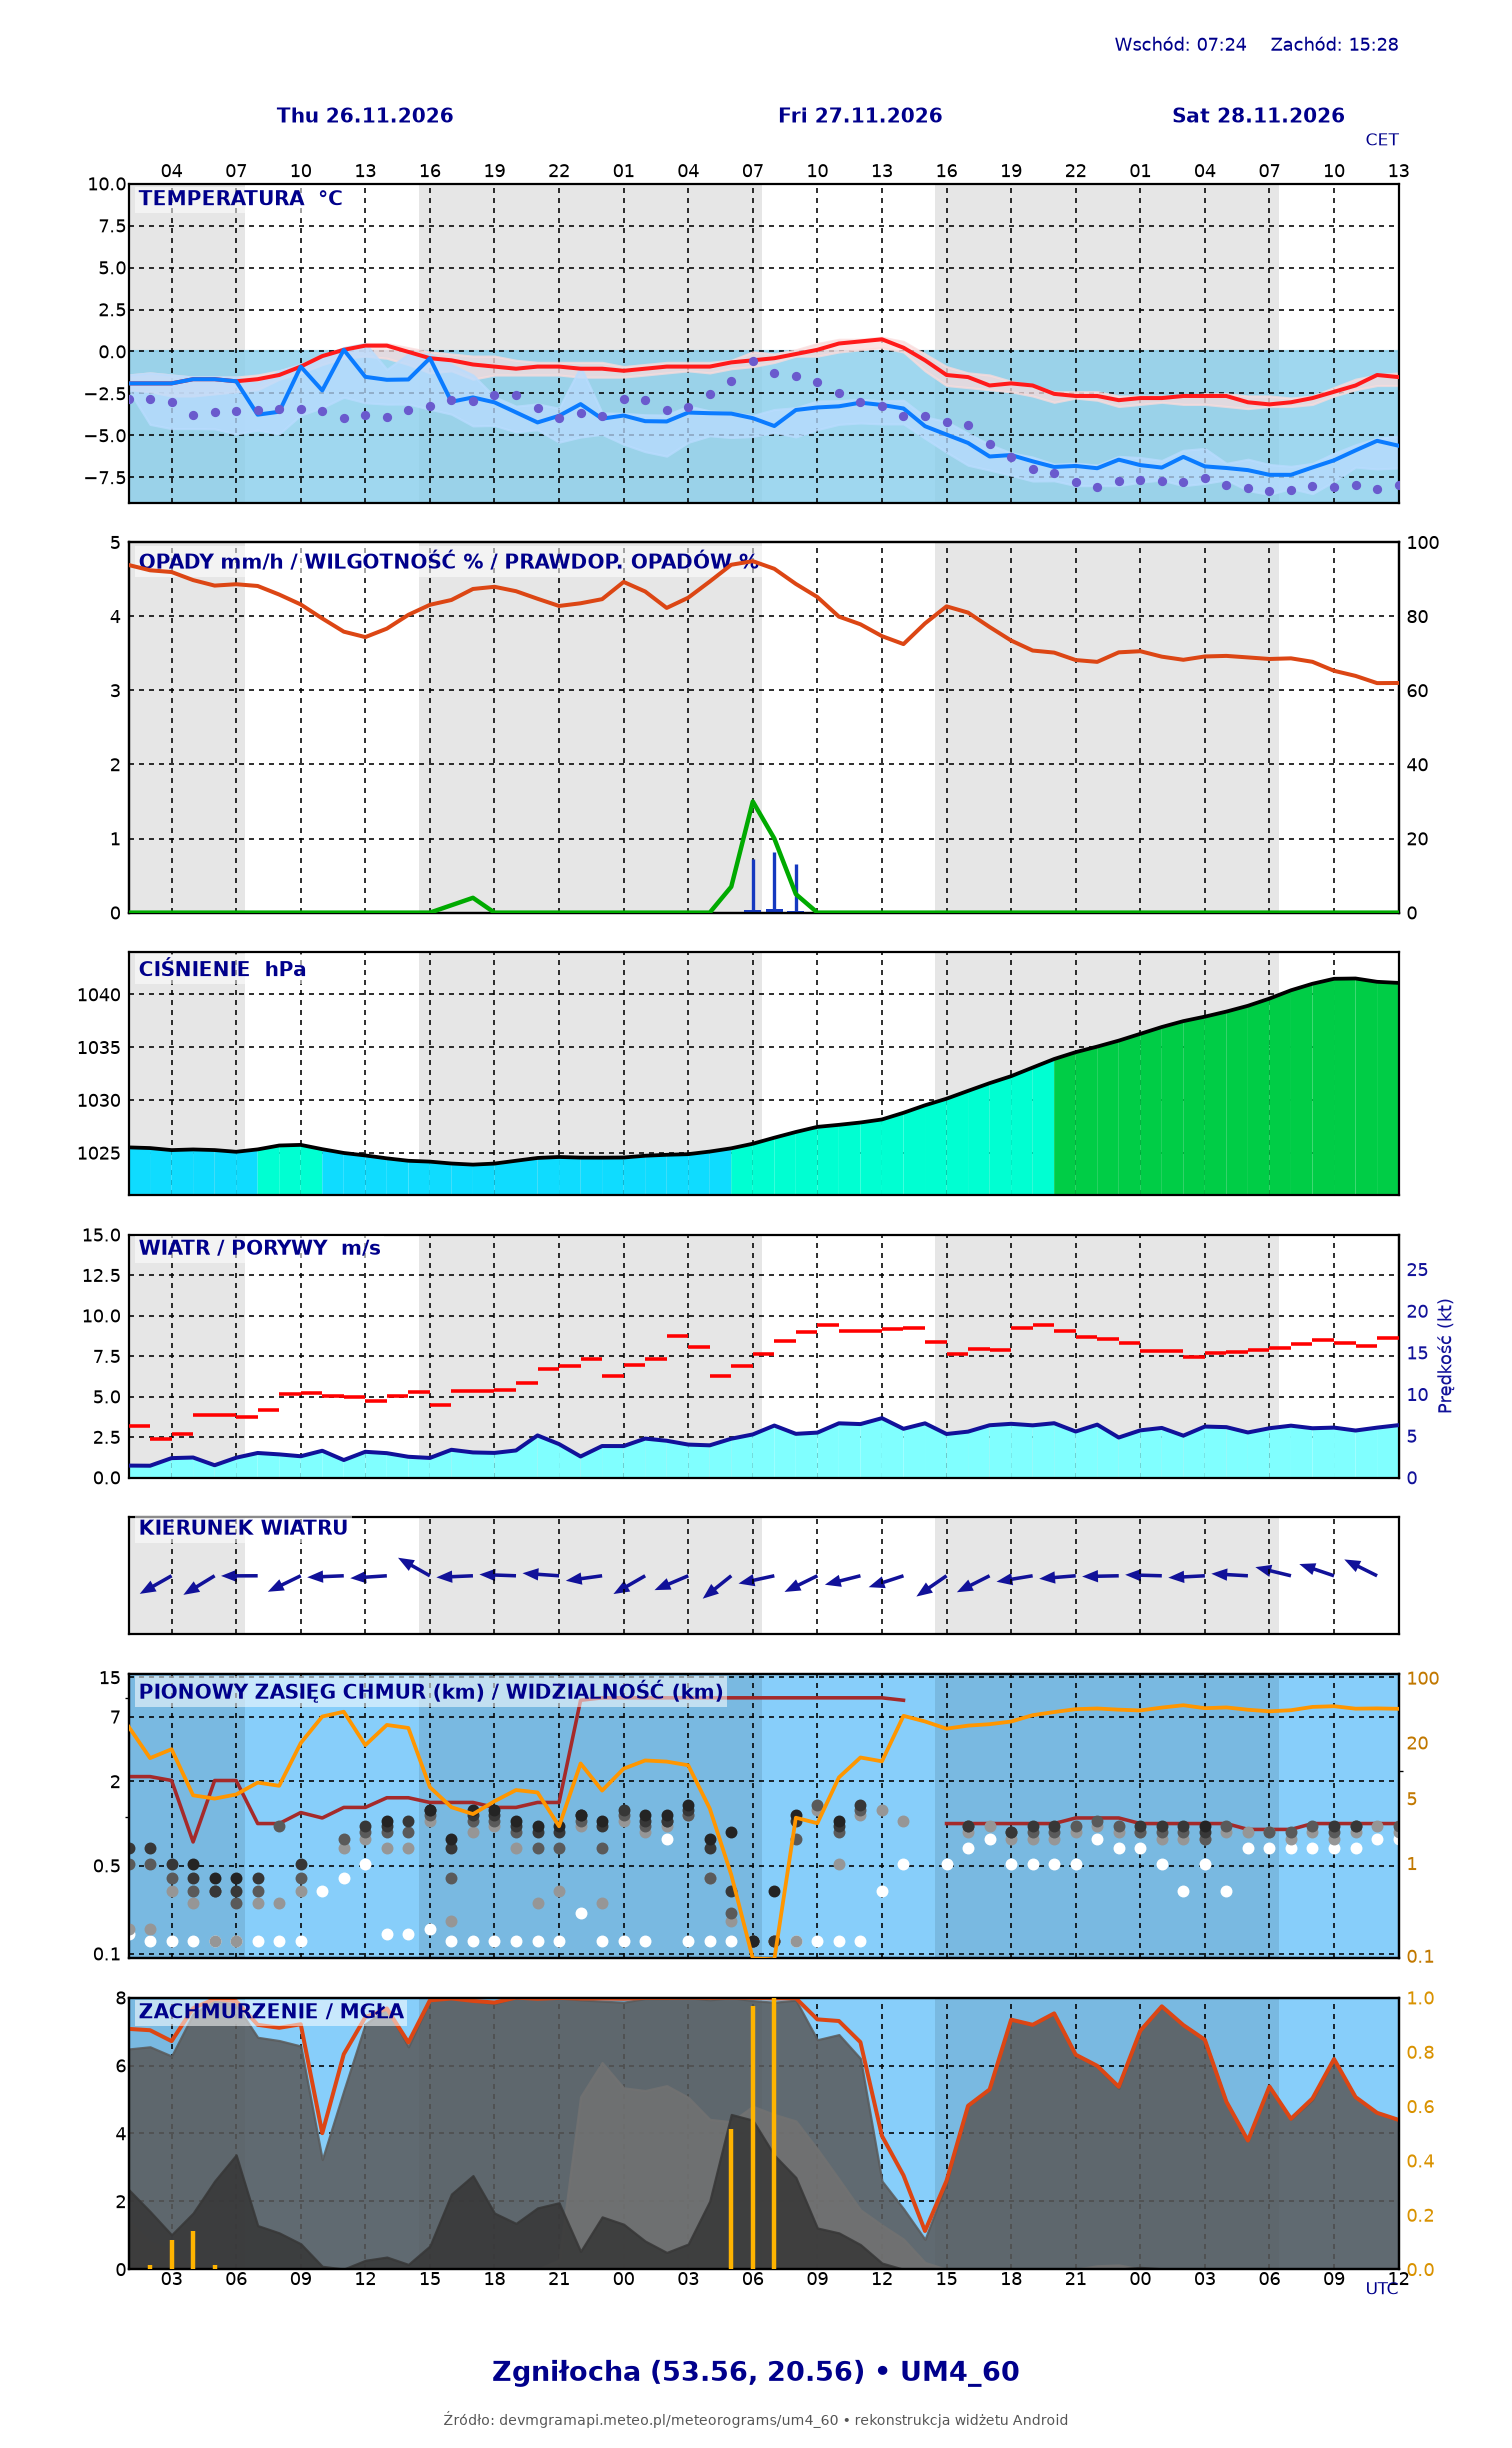 Wschód: 07:24 Zachód: 15:28
Thu 26.11.2026 Fri 27.11.2026 Sat 28.11.2026
CET
04 07 10 13 16 19 22 01 04 07 10 13 16 19 22 01 04 07 10 13
TEMPERATURA °C
10.0
7.5
5.0
2.5
0.0
−2.5
−5.0
−7.5
OPADY mm/h / WILGOTNOŚĆ % / PRAWDOP. OPADÓW %
5 100
4 80
3 60
2 40
1 20
0 0
CIŚNIENIE hPa
1040
1035
1030
1025
WIATR / PORYWY m/s
15.0
12.5 25
10.0 20
7.5 15
5.0 10
2.5 5
0.0 0
Prędkość (kt)
KIERUNEK WIATRU
PIONOWY ZASIĘG CHMUR (km) / WIDZIALNOŚĆ (km)
15 100
7 20
2 5
0.5 1
0.1 0.1
ZACHMURZENIE / MGŁA
8 1.0
6 0.8
4 0.6
2 0.4
0 0.2
0.0
03 06 09 12 15 18 21 00 03 06 09 12 15 18 21 00 03 06 09 12
UTC
Zgniłocha (53.56, 20.56) • UM4_60
Źródło: devmgramapi.meteo.pl/meteorograms/um4_60 • rekonstrukcja widżetu Android